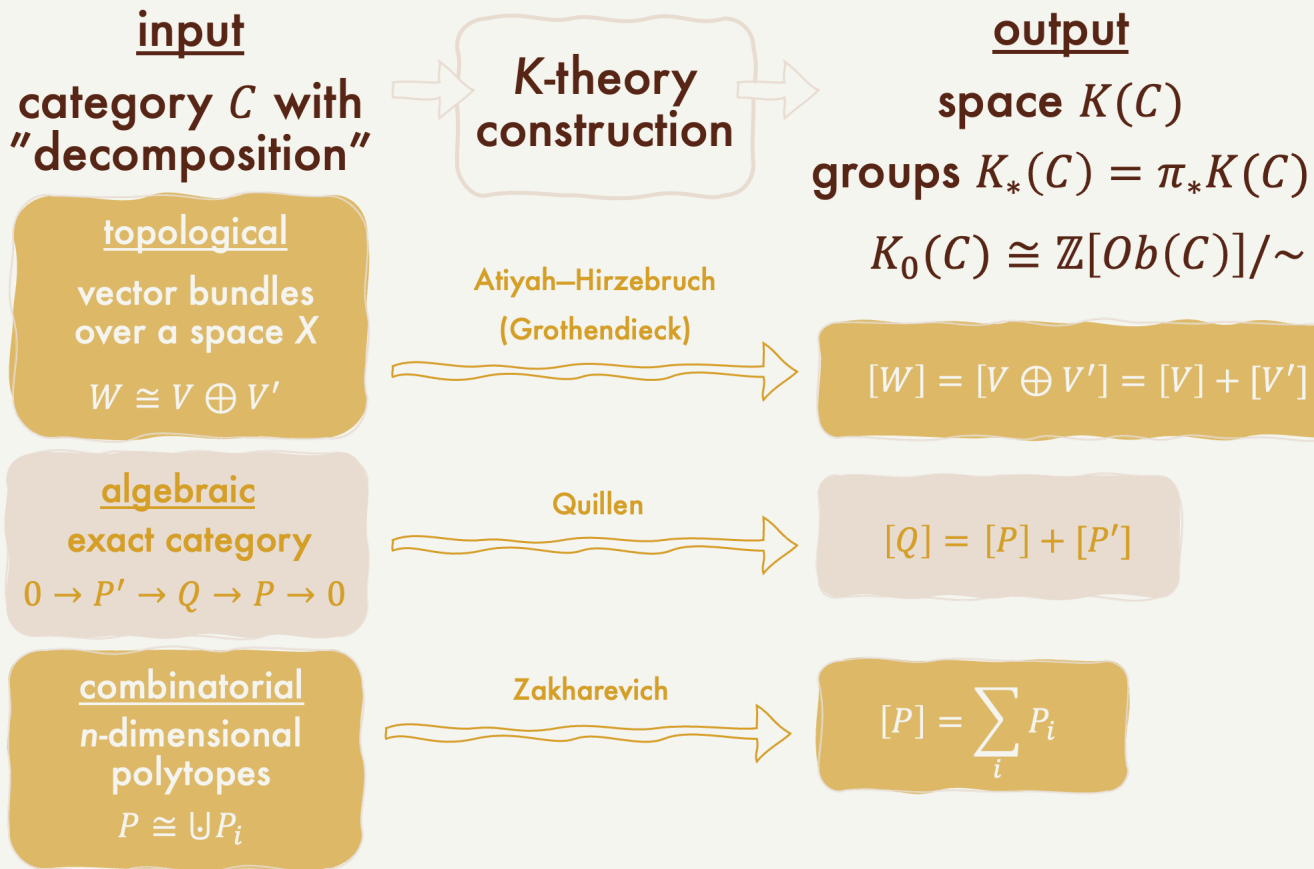 input
category C with
"decomposition"
K-theory
construction
output
space K(C)
groups K_*(C) = π_*K(C)
K_0(C) ≅ ℤ[Ob(C)]/~
topological
vector bundles
over a space X
W ≅ V ⊕ V'
Atiyah—Hirzebruch
(Grothendieck)
[W] = [V ⊕ V'] = [V] + [V']
algebraic
exact category
0 → P' → Q → P → 0
Quillen
[Q] = [P] + [P']
combinatorial
n-dimensional
polytopes
P ≅ ⊍P_i
Zakharevich
[P] = ∑_i P_i